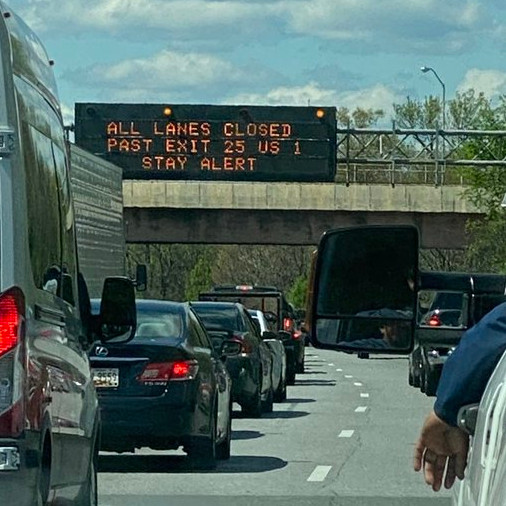 ALL LANES CLOSED
PAST EXIT 25 US 1
STAY ALERT